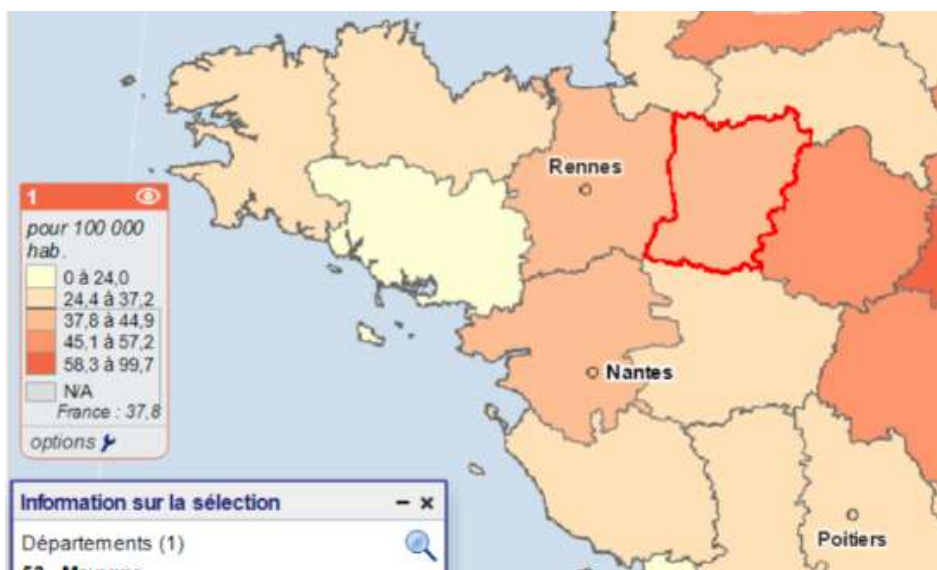 Rennes
1
pour 100 000
hab.
0 à 24,0
24,4 à 37,2
37,8 à 44,9
45,1 à 57,2
58,3 à 99,7
N/A
France : 37,8
options
Nantes
Information sur la sélection
Départements (1)
Poitiers